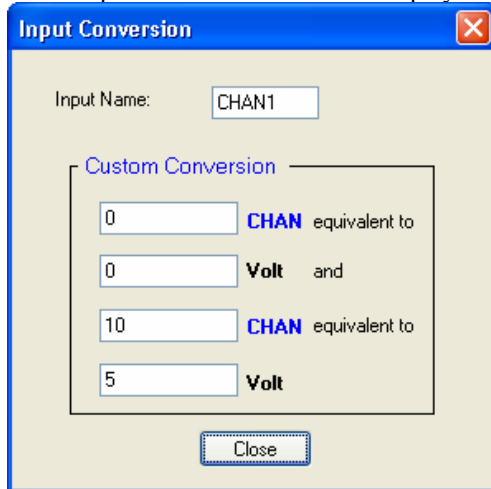 Input Conversion
Input Name: CHAN1
Custom Conversion
0 CHAN equivalent to
0 Volt and
10 CHAN equivalent to
5 Volt
Close